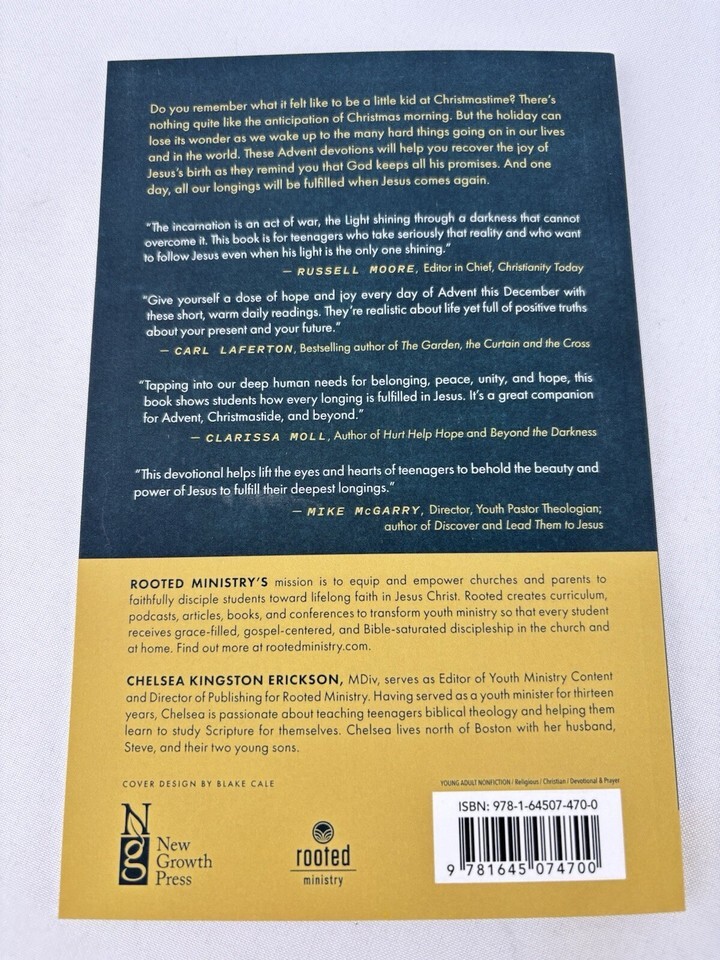 Do you remember what it felt like to be a little kid at Christmastime? There's
nothing quite like the anticipation of Christmas morning. But the holiday can
lose its wonder as we wake up to the many hard things going on in our lives
and in the world. These Advent devotions will help you recover the joy of
Jesus's birth as they remind you that God keeps all his promises. And one
day, all our longings will be fulfilled when Jesus comes again.
"The incarnation is an act of war, the Light shining through a darkness that cannot
overcome it. This book is for teenagers who take seriously that reality and who want
to follow Jesus even when his light is the only one shining."
— RUSSELL MOORE, Editor in Chief, Christianity Today
"Give yourself a dose of hope and joy every day of Advent this December with
these short, warm daily readings. They're realistic about life yet full of positive truths
about your present and your future."
— CARL LAFERTON, Bestselling author of The Garden, the Curtain and the Cross
"Tapping into our deep human needs for belonging, peace, unity, and hope, this
book shows students how every longing is fulfilled in Jesus. It's a great companion
for Advent, Christmastide, and beyond."
— CLARISSA MOLL, Author of Hurt Help Hope and Beyond the Darkness
"This devotional helps lift the eyes and hearts of teenagers to behold the beauty and
power of Jesus to fulfill their deepest longings."
— MIKE McGARRY, Director, Youth Pastor Theologian;
author of Discover and Lead Them to Jesus
ROOTED MINISTRY'S mission is to equip and empower churches and parents to
faithfully disciple students toward lifelong faith in Jesus Christ. Rooted creates curriculum,
podcasts, articles, books, and conferences to transform youth ministry so that every student
receives grace-filled, gospel-centered, and Bible-saturated discipleship in the church and
at home. Find out more at rootedministry.com.
CHELSEA KINGSTON ERICKSON, MDiv, serves as Editor of Youth Ministry Content
and Director of Publishing for Rooted Ministry. Having served as a youth minister for thirteen
years, Chelsea is passionate about teaching teenagers biblical theology and helping them
learn to study Scripture for themselves. Chelsea lives north of Boston with her husband,
Steve, and their two young sons.
COVER DESIGN BY BLAKE CALE
YOUNG ADULT NONFICTION / Religious / Christian / Devotional & Prayer
Ng
New
Growth
Press
rooted
ministry
ISBN: 978-1-64507-470-0
9 781645 074700